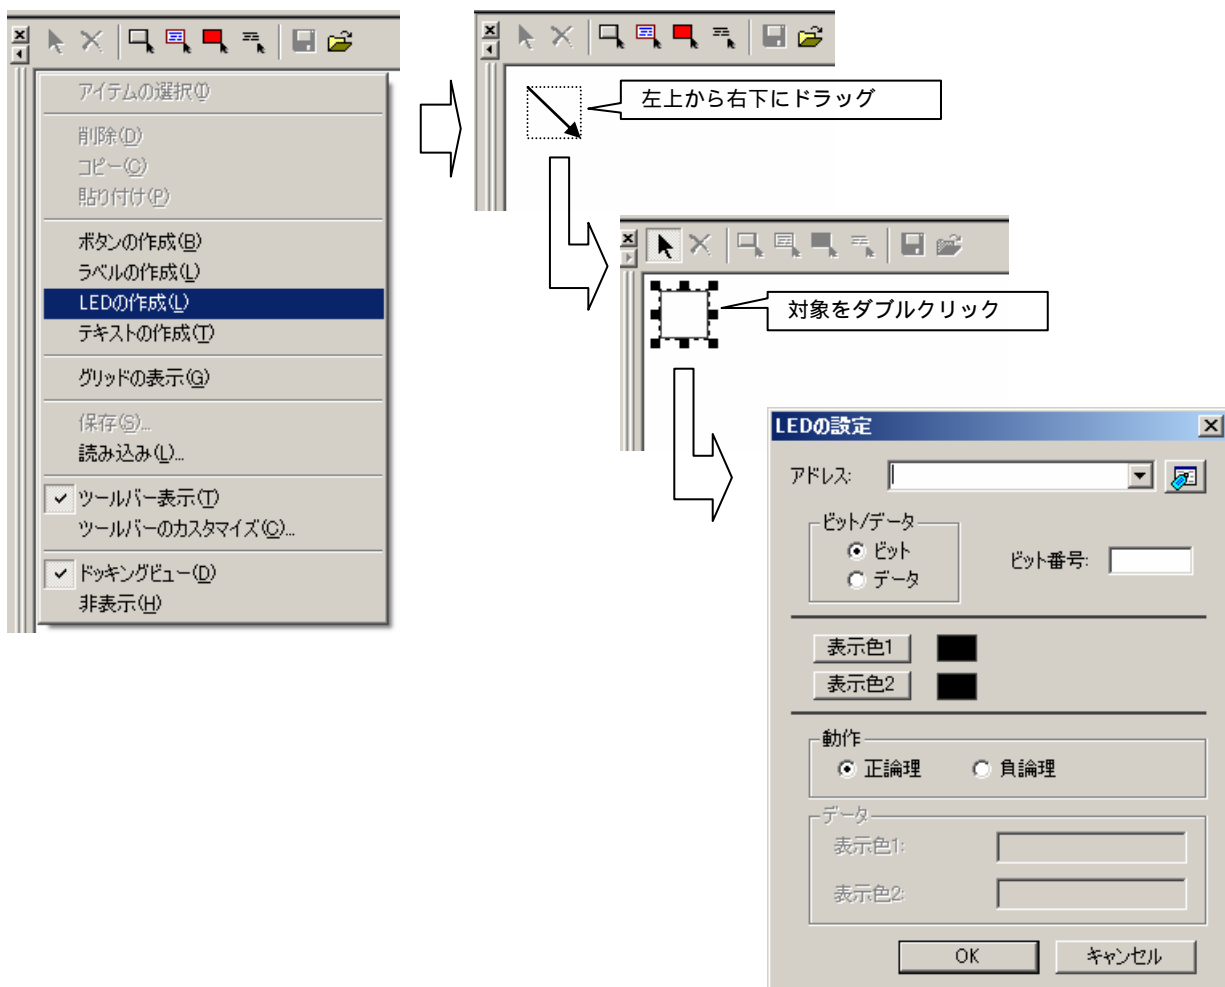 アイテムの選択(I)
削除(D)
コピー(C)
貼り付け(P)
ボタンの作成(B)
ラベルの作成(L)
LEDの作成(L)
テキストの作成(T)
グリッドの表示(G)
保存(S)...
読み込み(L)...
ツールバー表示(T)
ツールバーのカスタマイズ(C)...
ドッキングビュー(D)
非表示(H)
左上から右下にドラッグ
対象をダブルクリック
LEDの設定
アドレス:
ビット/データ
ビット
データ
ビット番号:
表示色1
表示色2
動作
正論理 負論理
データ
表示色1:
表示色2:
OK キャンセル